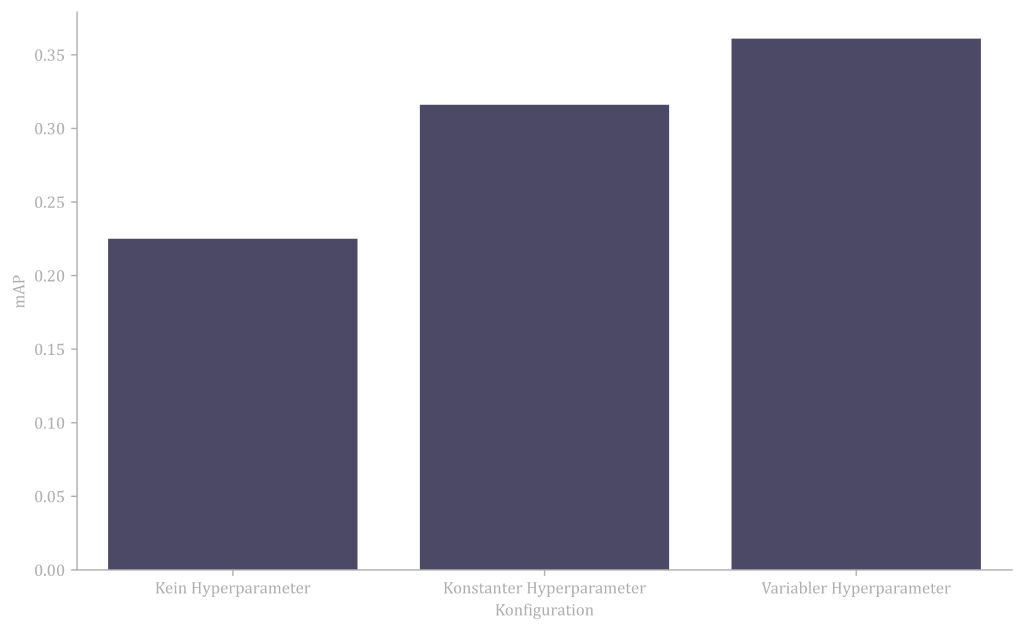 mAP
0.35
0.30
0.25
0.20
0.15
0.10
0.05
0.00
Kein Hyperparameter
Konstanter Hyperparameter
Variabler Hyperparameter
Konfiguration